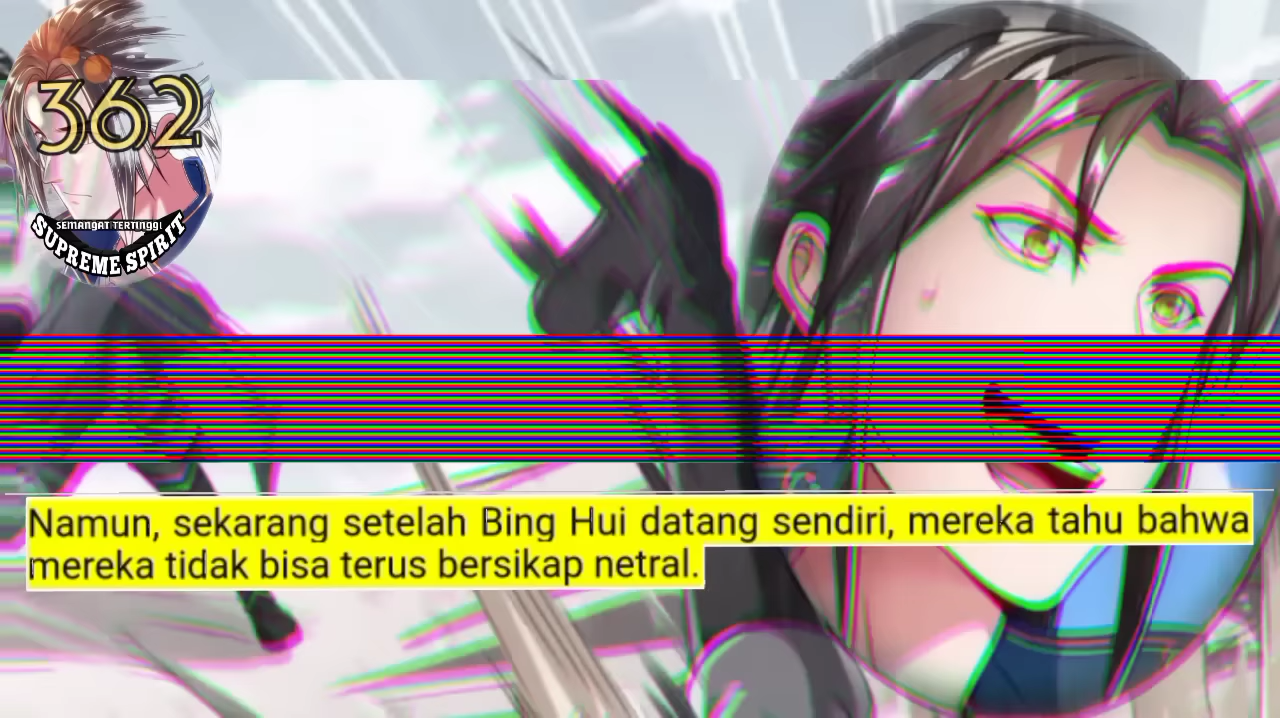 362
SEMANGAT TERTINGGI
SUPREME SPIRIT
Namun, sekarang setelah Bing Hui datang sendiri, mereka tahu bahwa
mereka tidak bisa terus bersikap netral.